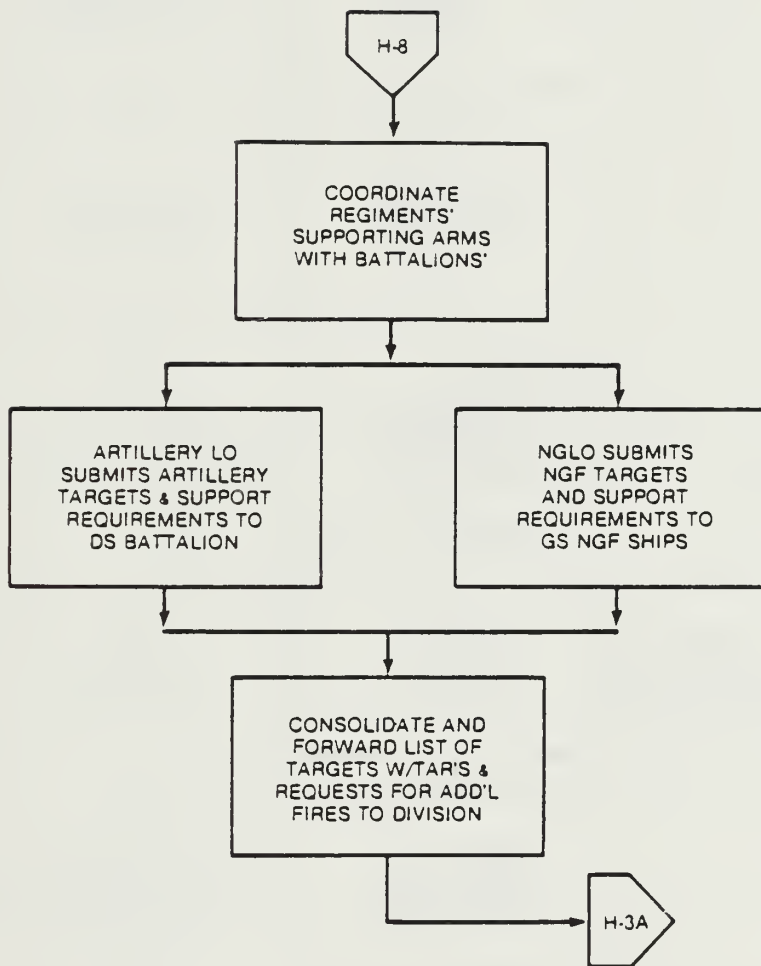 H-8
COORDINATE
REGIMENTS'
SUPPORTING ARMS
WITH BATTALIONS'
ARTILLERY LO
SUBMITS ARTILLERY
TARGETS & SUPPORT
REQUIREMENTS TO
DS BATTALION
NGLO SUBMITS
NGF TARGETS
AND SUPPORT
REQUIREMENTS TO
GS NGF SHIPS
CONSOLIDATE AND
FORWARD LIST OF
TARGETS W/TAR'S &
REQUESTS FOR ADD'L
FIRES TO DIVISION
H-3A